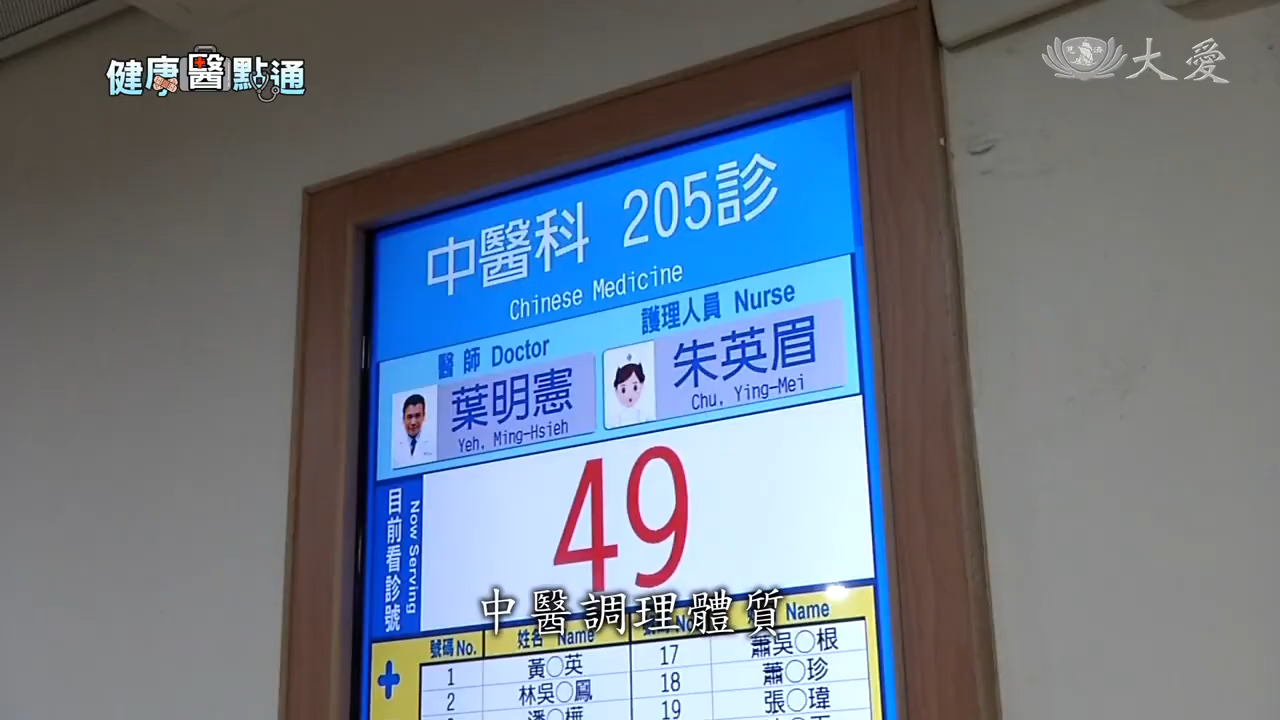 健康醫點通
大愛
中醫科 205診
Chinese Medicine
醫師 Doctor
護理人員 Nurse
葉明憲
Yeh, Ming-Hsieh
朱英眉
Chu, Ying-Mei
目前看診號
Now Serving
49
中醫調理體質
號碼 No. 姓名 Name Name
1 黃○英 17 蕭吳○根
2 林吳○鳳 18 蕭○珍
19 張○瑋